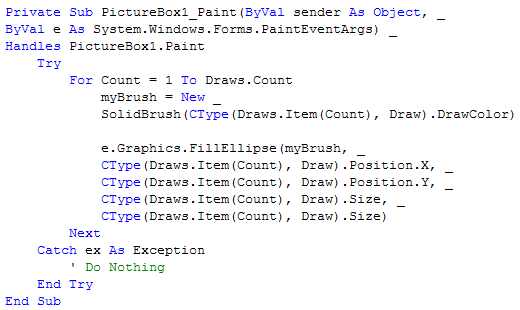 Private Sub PictureBox1_Paint(ByVal sender As Object, _
ByVal e As System.Windows.Forms.PaintEventArgs) _
Handles PictureBox1.Paint
    Try
        For Count = 1 To Draws.Count
            myBrush = New _
            SolidBrush(CType(Draws.Item(Count), Draw).DrawColor)

            e.Graphics.FillEllipse(myBrush, _
            CType(Draws.Item(Count), Draw).Position.X, _
            CType(Draws.Item(Count), Draw).Position.Y, _
            CType(Draws.Item(Count), Draw).Size, _
            CType(Draws.Item(Count), Draw).Size)
        Next
    Catch ex As Exception
        ' Do Nothing
    End Try
End Sub